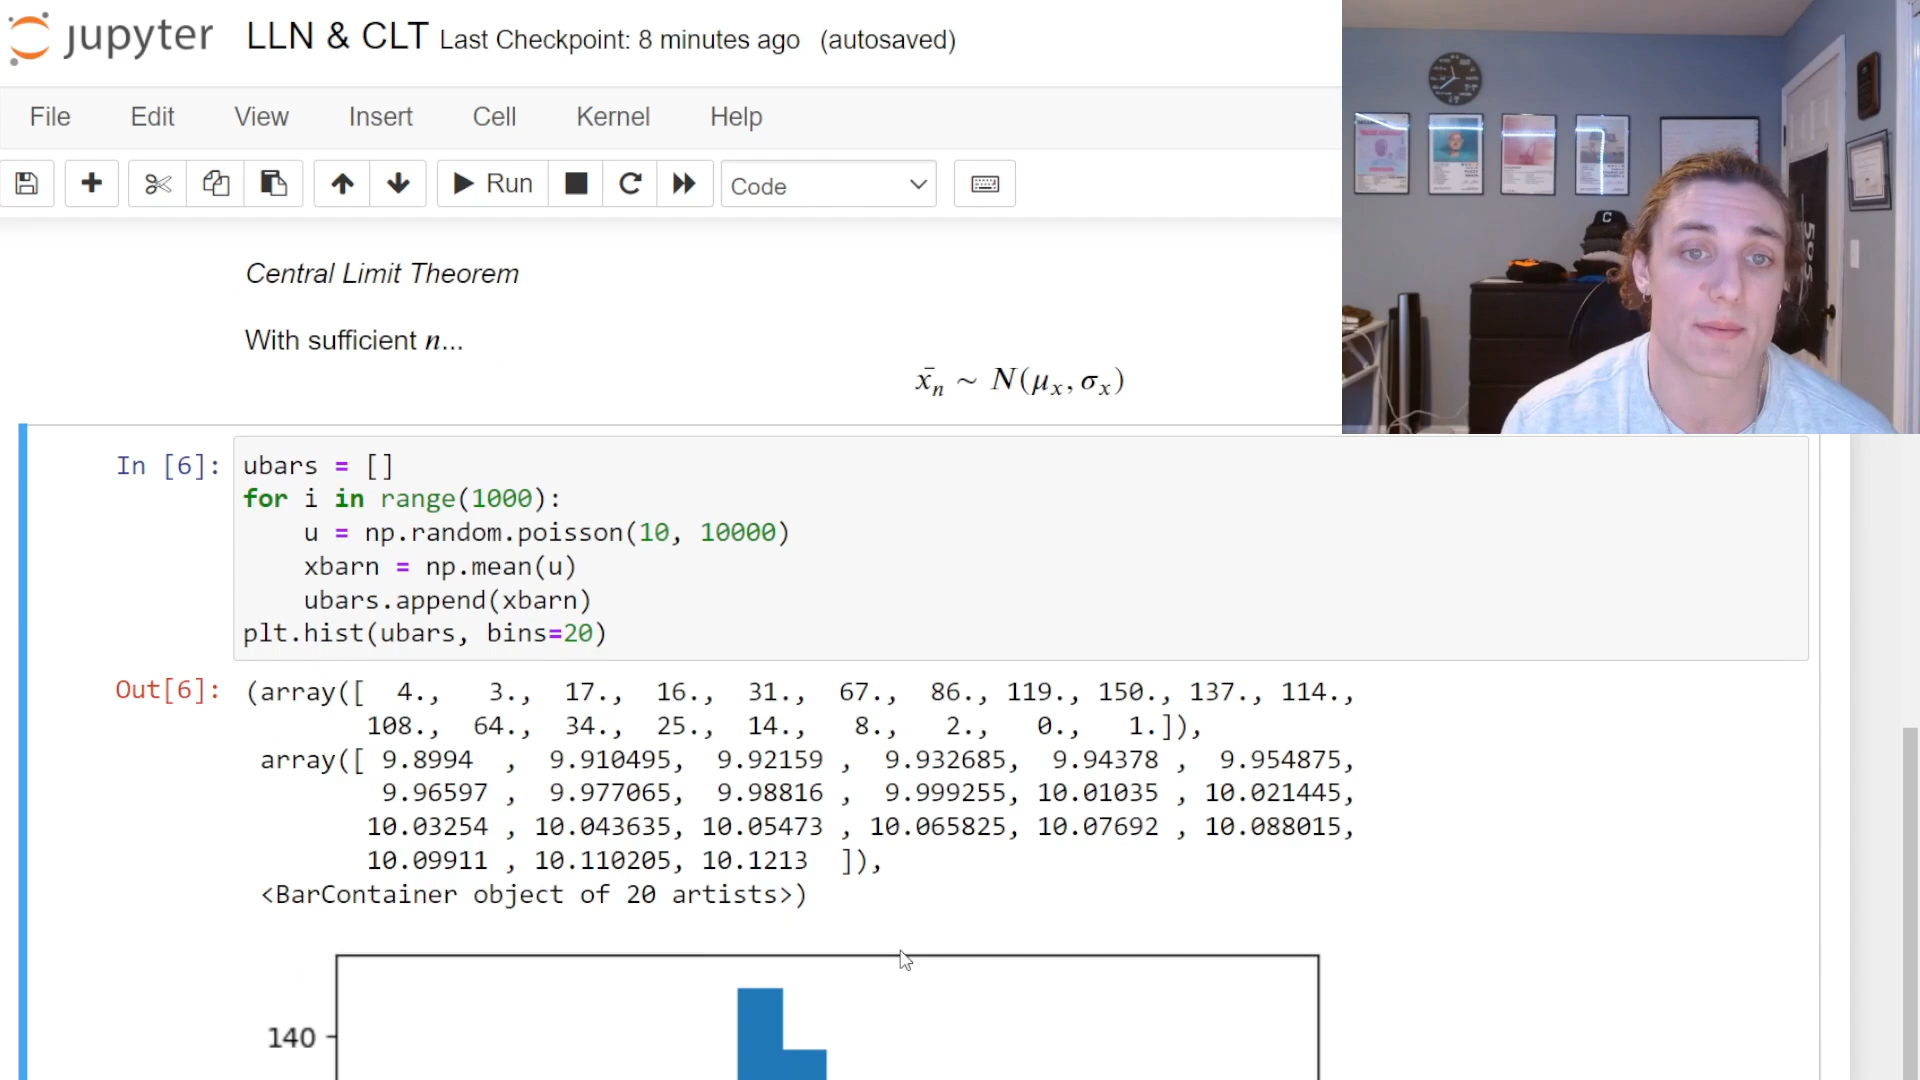 jupyter LLN & CLT Last Checkpoint: 8 minutes ago (autosaved)
File Edit View Insert Cell Kernel Help
Run Code
Central Limit Theorem
With sufficient n...
x̄ₙ ~ N(μₓ, σₓ)
In [6]: ubars = []
for i in range(1000):
    u = np.random.poisson(10, 10000)
    xbarn = np.mean(u)
    ubars.append(xbarn)
plt.hist(ubars, bins=20)
Out[6]: (array([  4.,   3.,  17.,  16.,  31.,  67.,  86., 119., 150., 137., 114.,
        108.,  64.,  34.,  25.,  14.,   8.,   2.,   0.,   1.]),
 array([ 9.8994  ,  9.910495,  9.92159 ,  9.932685,  9.94378 ,  9.954875,
         9.96597 ,  9.977065,  9.98816 ,  9.999255, 10.01035 , 10.021445,
        10.03254 , 10.043635, 10.05473 , 10.065825, 10.07692 , 10.088015,
        10.09911 , 10.110205, 10.1213  ]),
 <BarContainer object of 20 artists>)
140
C
505